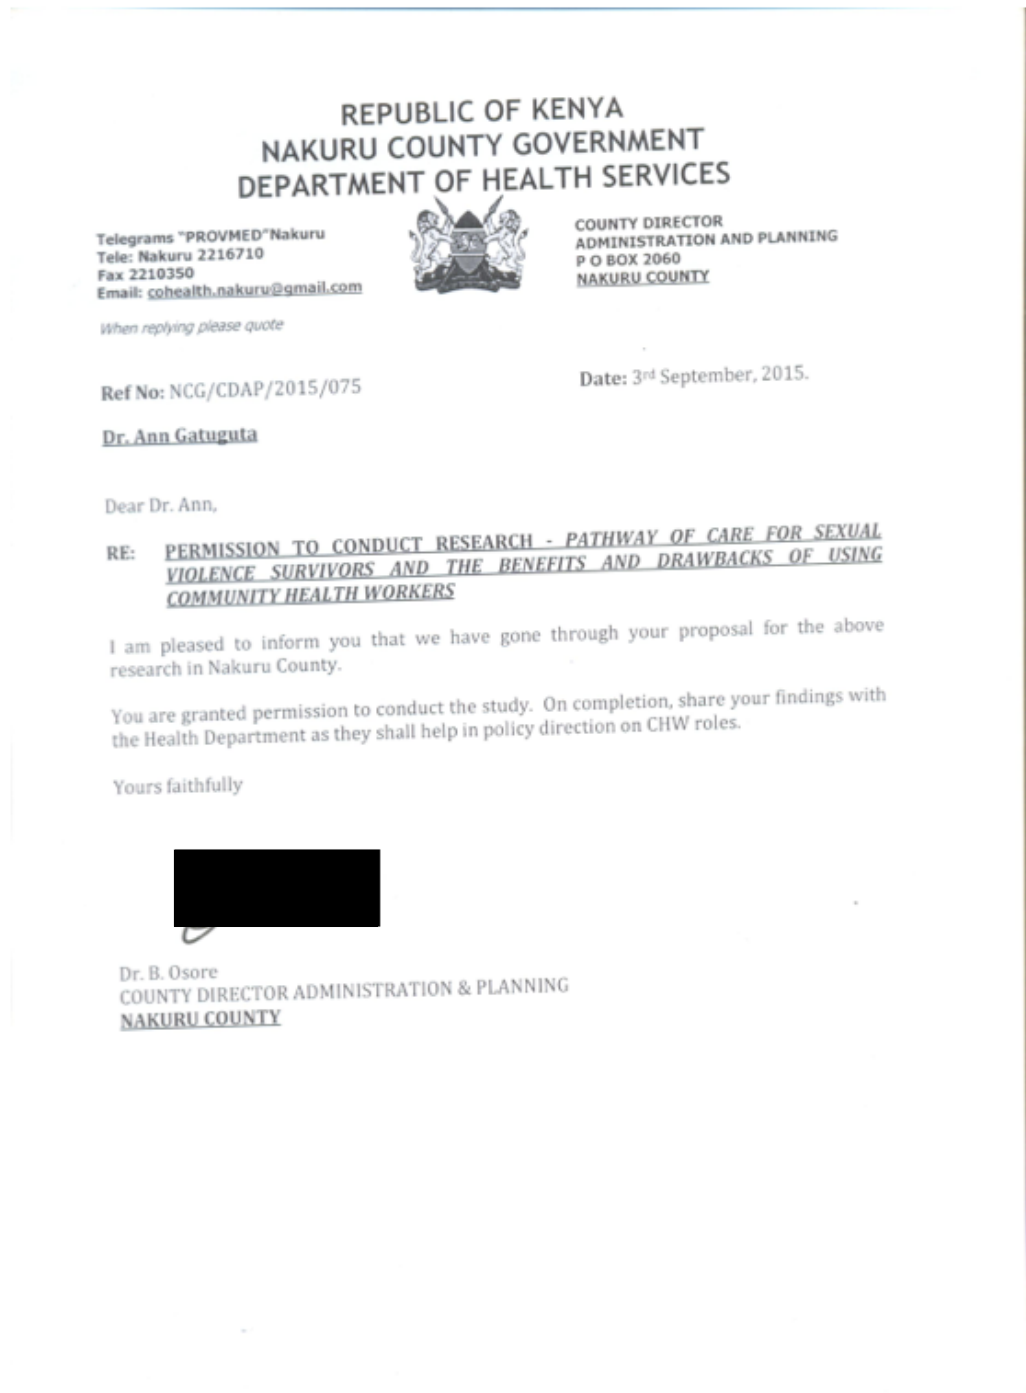 REPUBLIC OF KENYA
NAKURU COUNTY GOVERNMENT
DEPARTMENT OF HEALTH SERVICES
Telegrams "PROVMED"Nakuru
Tele: Nakuru 2216710
Fax 2210350
Email: cohealth.nakuru@gmail.com
COUNTY DIRECTOR
ADMINISTRATION AND PLANNING
P O BOX 2060
NAKURU COUNTY
When replying please quote
Ref No: NCG/CDAP/2015/075
Date: 3rd September, 2015.
Dr. Ann Gatuguta
Dear Dr. Ann,
RE: PERMISSION TO CONDUCT RESEARCH - PATHWAY OF CARE FOR SEXUAL
VIOLENCE SURVIVORS AND THE BENEFITS AND DRAWBACKS OF USING
COMMUNITY HEALTH WORKERS
I am pleased to inform you that we have gone through your proposal for the above
research in Nakuru County.
You are granted permission to conduct the study. On completion, share your findings with
the Health Department as they shall help in policy direction on CHW roles.
Yours faithfully
Dr. B. Osore
COUNTY DIRECTOR ADMINISTRATION & PLANNING
NAKURU COUNTY